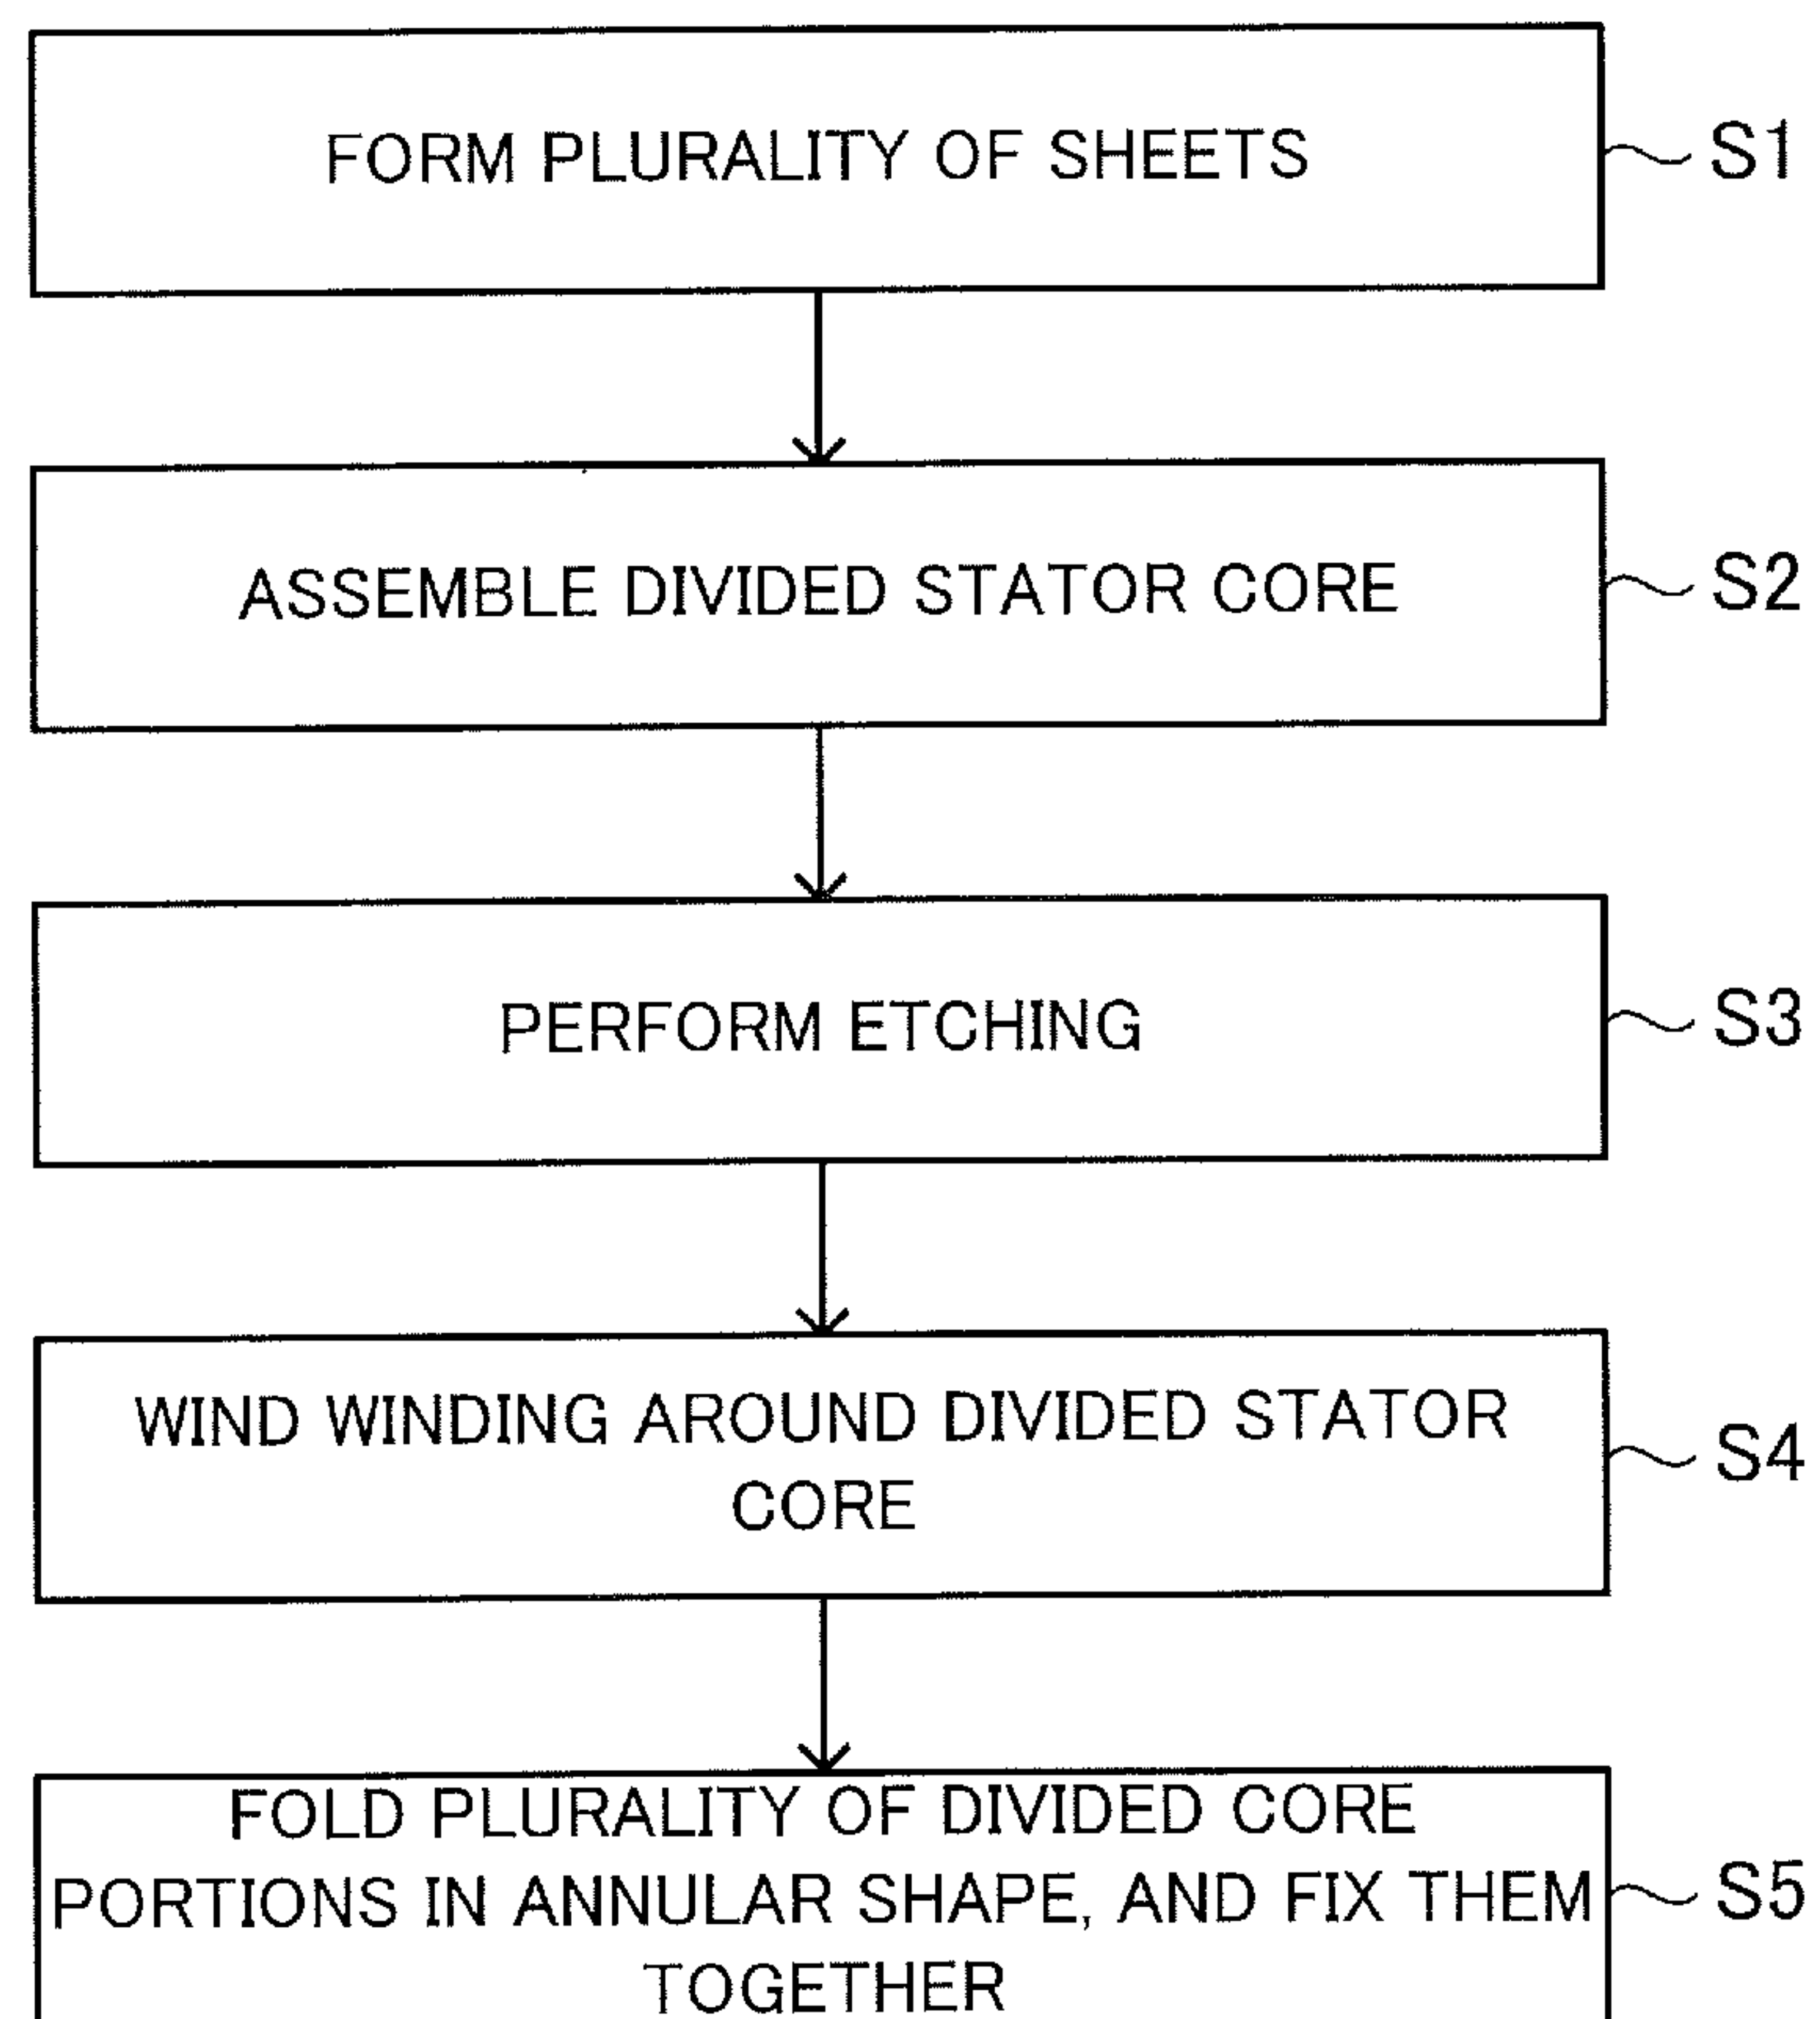 FORM PLURALITY OF SHEETS
S1
ASSEMBLE DIVIDED STATOR CORE
S2
PERFORM ETCHING
S3
WIND WINDING AROUND DIVIDED STATOR
CORE
S4
FOLD PLURALITY OF DIVIDED CORE
PORTIONS IN ANNULAR SHAPE, AND FIX THEM
TOGETHER
S5